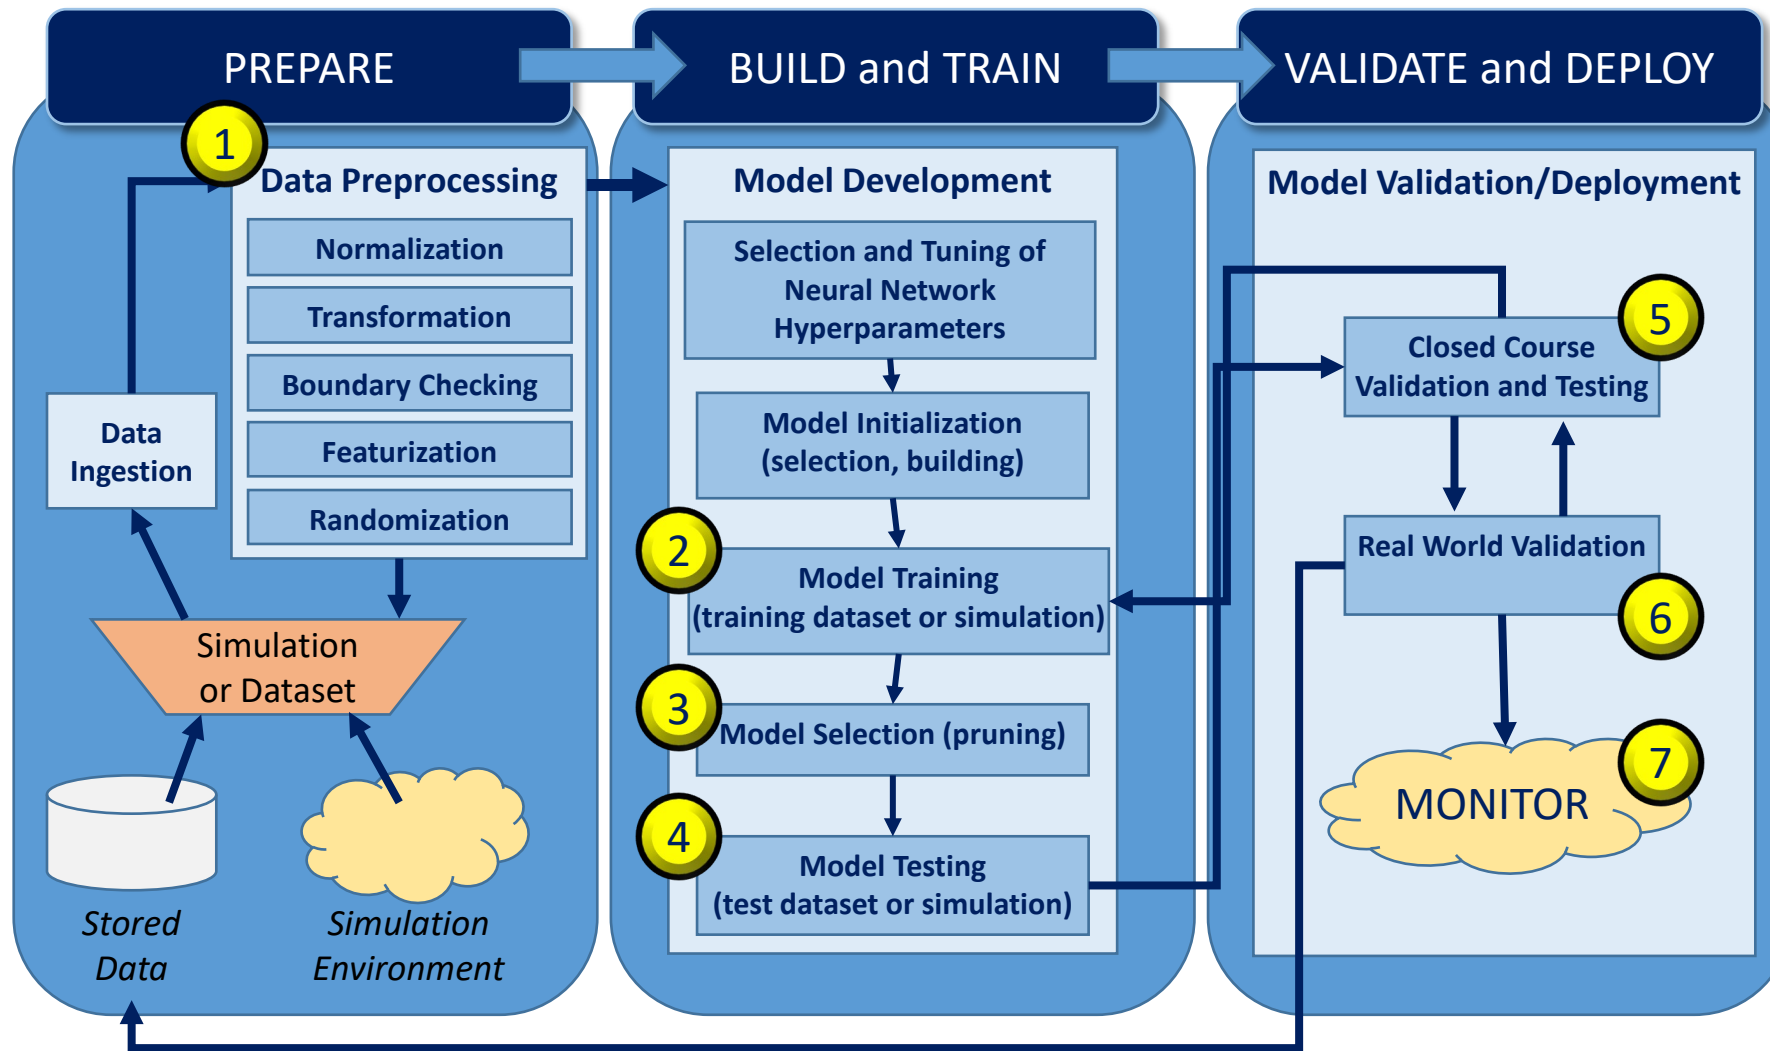 PREPARE
BUILD and TRAIN
VALIDATE and DEPLOY
1
Data Preprocessing
Normalization
Transformation
Boundary Checking
Featurization
Randomization
Data
Ingestion
Simulation
or Dataset
Stored
Data
Simulation
Environment
Model Development
Selection and Tuning of
Neural Network
Hyperparameters
Model Initialization
(selection, building)
2
Model Training
(training dataset or simulation)
3
Model Selection (pruning)
4
Model Testing
(test dataset or simulation)
Model Validation/Deployment
5
Closed Course
Validation and Testing
Real World Validation
6
7
MONITOR